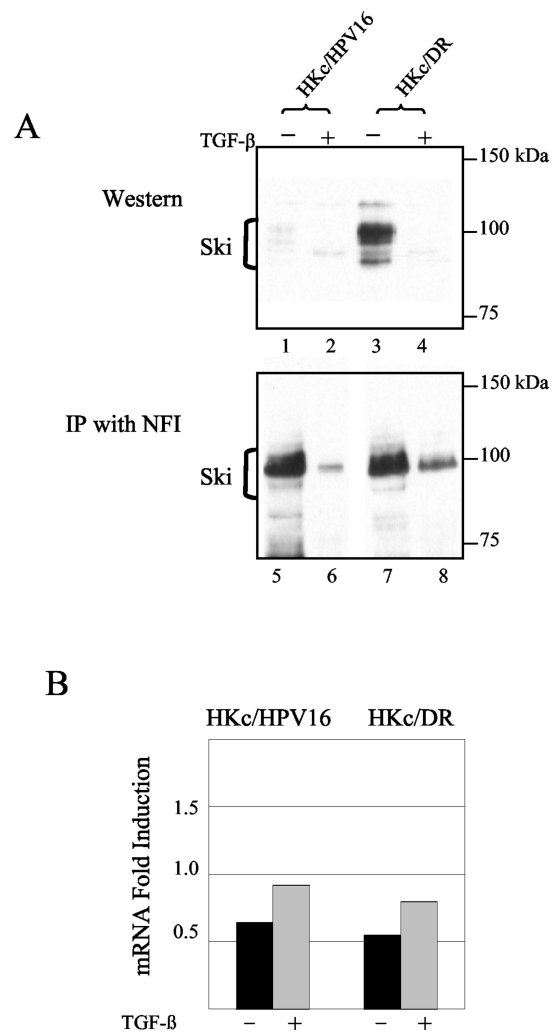 HKc/HPV16
HKc/DR
A
TGF-β − + − +
150 kDa
Western
Ski
100
75
1 2 3 4
150 kDa
IP with NFI
Ski
100
75
5 6 7 8
B
HKc/HPV16 HKc/DR
mRNA Fold Induction
1.5
1.0
0.5
TGF-ß − + − +